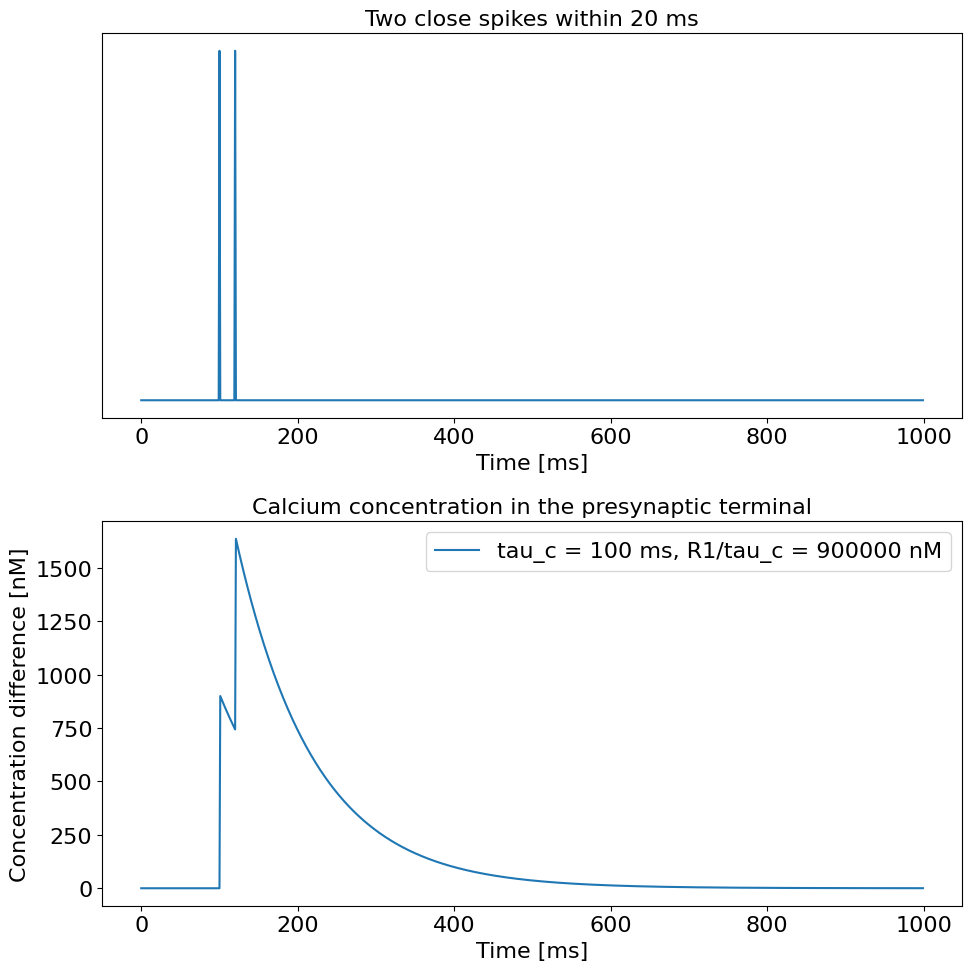 Two close spikes within 20 ms
0 200 400 600 800 1000
Time [ms]
Calcium concentration in the presynaptic terminal
Concentration difference [nM]
tau_c = 100 ms, R1/tau_c = 900000 nM
1500
1250
1000
750
500
250
0
0 200 400 600 800 1000
Time [ms]